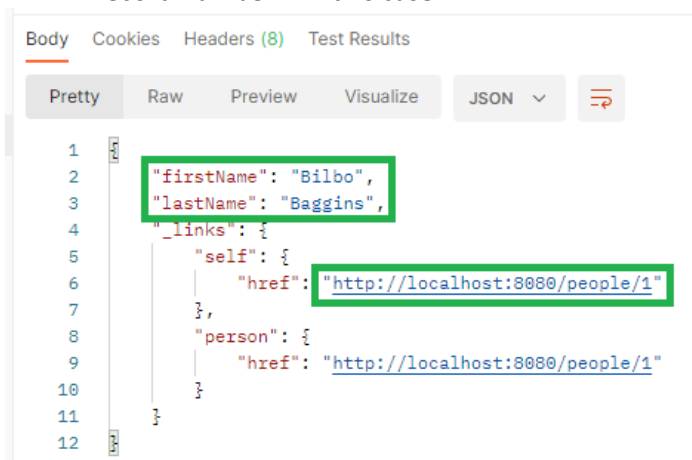 Body Cookies Headers (8) Test Results
Pretty Raw Preview Visualize JSON
1 {
2 "firstName": "Bilbo",
3 "lastName": "Baggins",
4 "_links": {
5 "self": {
6 "href": "http://localhost:8080/people/1"
7 },
8 "person": {
9 "href": "http://localhost:8080/people/1"
10 }
11 }
12 }